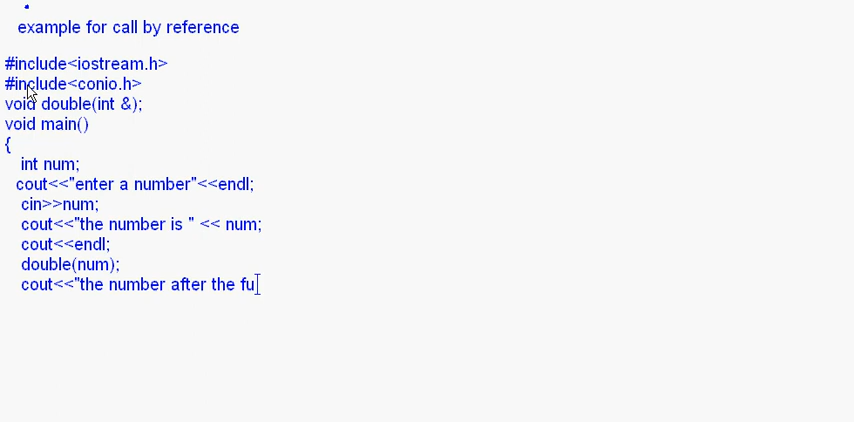 example for call by reference
#include<iostream.h>
#include<conio.h>
void double(int &);
void main()
{
int num;
cout<<"enter a number"<<endl;
cin>>num;
cout<<"the number is " << num;
cout<<endl;
double(num);
cout<<"the number after the fu